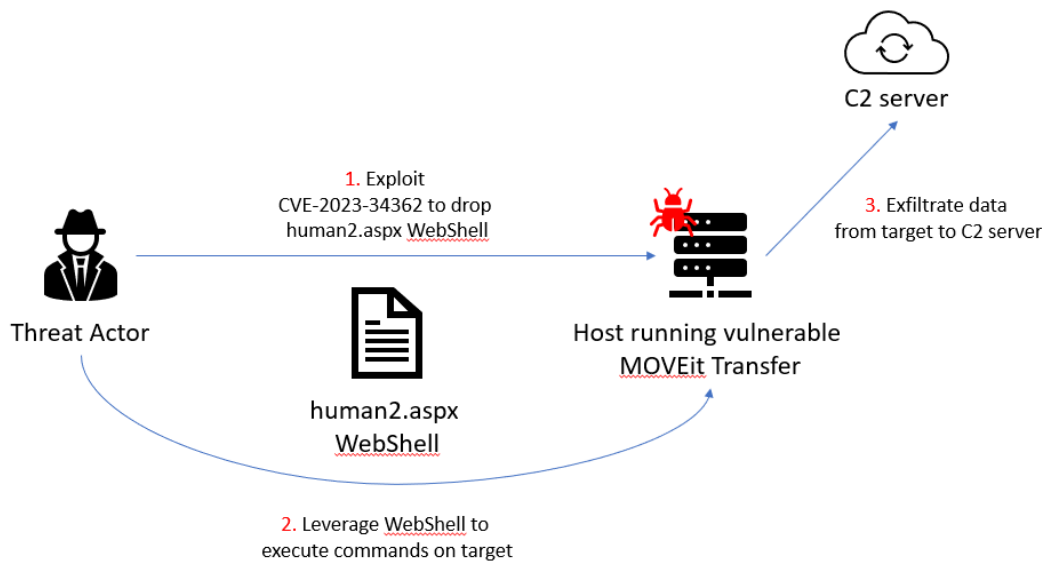 C2 server
1. Exploit
CVE-2023-34362 to drop
human2.aspx WebShell
3. Exfiltrate data
from target to C2 server
Threat Actor
Host running vulnerable
MOVEit Transfer
human2.aspx
WebShell
2. Leverage WebShell to
execute commands on target